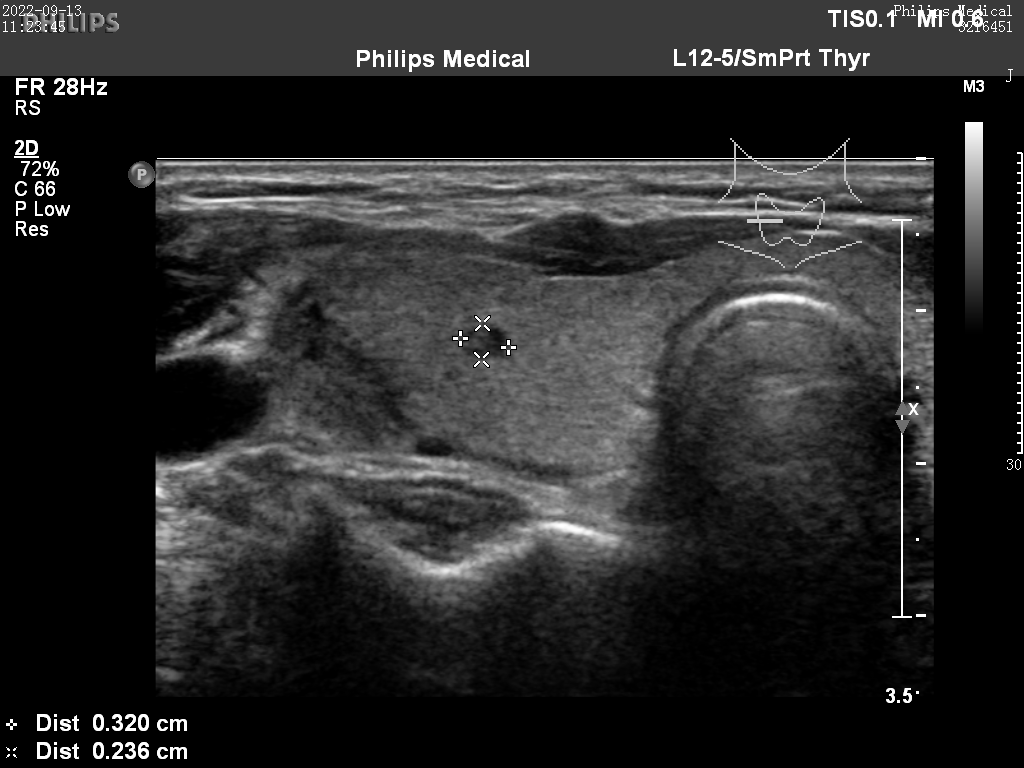 2022-09-13
11:23:45
PHILIPS
TIS0.1 MI 0.6
Philips Medical
3216451
Philips Medical
L12-5/SmPrt Thyr
J
FR 28Hz
RS
M3
2D
72%
C 66
P Low
Res
P
X
30
3.5
Dist 0.320 cm
Dist 0.236 cm